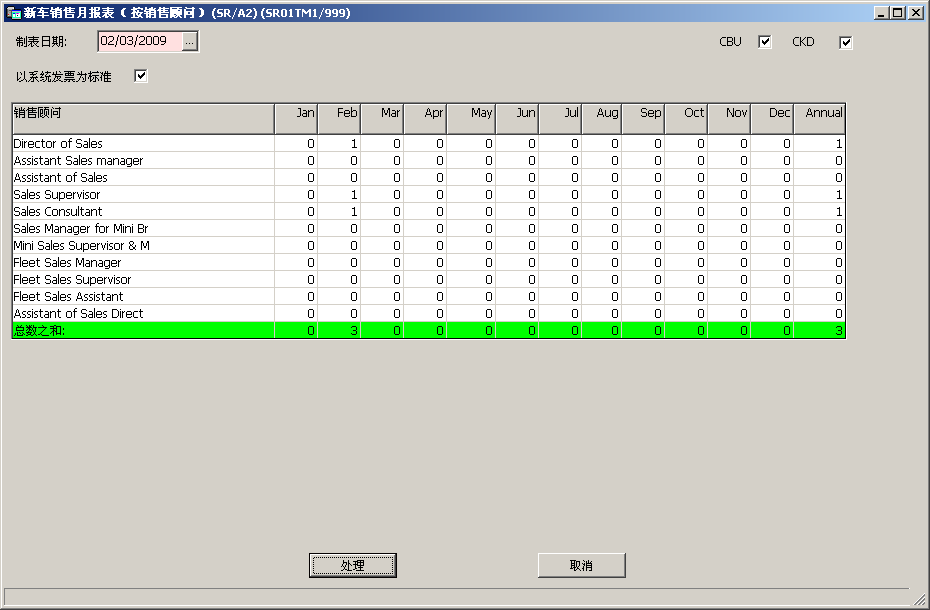 新车销售月报表（按销售顾问）(SR/A2) (SR01TM1/999)
制表日期: 02/03/2009 ... CBU CKD
以系统发票为标准
销售顾问 Jan Feb Mar Apr May Jun Jul Aug Sep Oct Nov Dec Annual
Director of Sales 0 1 0 0 0 0 0 0 0 0 0 0 1
Assistant Sales manager 0 0 0 0 0 0 0 0 0 0 0 0 0
Assistant of Sales 0 0 0 0 0 0 0 0 0 0 0 0 0
Sales Supervisor 0 1 0 0 0 0 0 0 0 0 0 0 1
Sales Consultant 0 1 0 0 0 0 0 0 0 0 0 0 1
Sales Manager for Mini Br 0 0 0 0 0 0 0 0 0 0 0 0 0
Mini Sales Supervisor & M 0 0 0 0 0 0 0 0 0 0 0 0 0
Fleet Sales Manager 0 0 0 0 0 0 0 0 0 0 0 0 0
Fleet Sales Supervisor 0 0 0 0 0 0 0 0 0 0 0 0 0
Fleet Sales Assistant 0 0 0 0 0 0 0 0 0 0 0 0 0
Assistant of Sales Direct 0 0 0 0 0 0 0 0 0 0 0 0 0
总数之和: 0 3 0 0 0 0 0 0 0 0 0 0 3
处理 取消